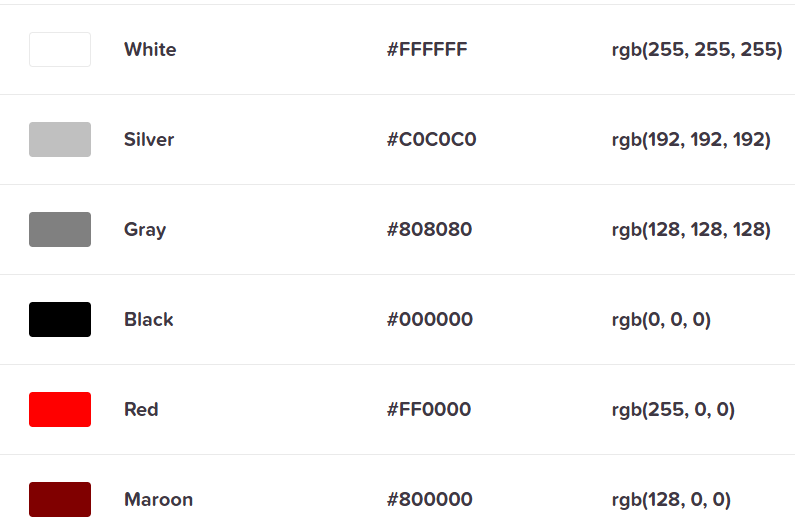 White #FFFFFF rgb(255, 255, 255)
Silver #C0C0C0 rgb(192, 192, 192)
Gray #808080 rgb(128, 128, 128)
Black #000000 rgb(0, 0, 0)
Red #FF0000 rgb(255, 0, 0)
Maroon #800000 rgb(128, 0, 0)